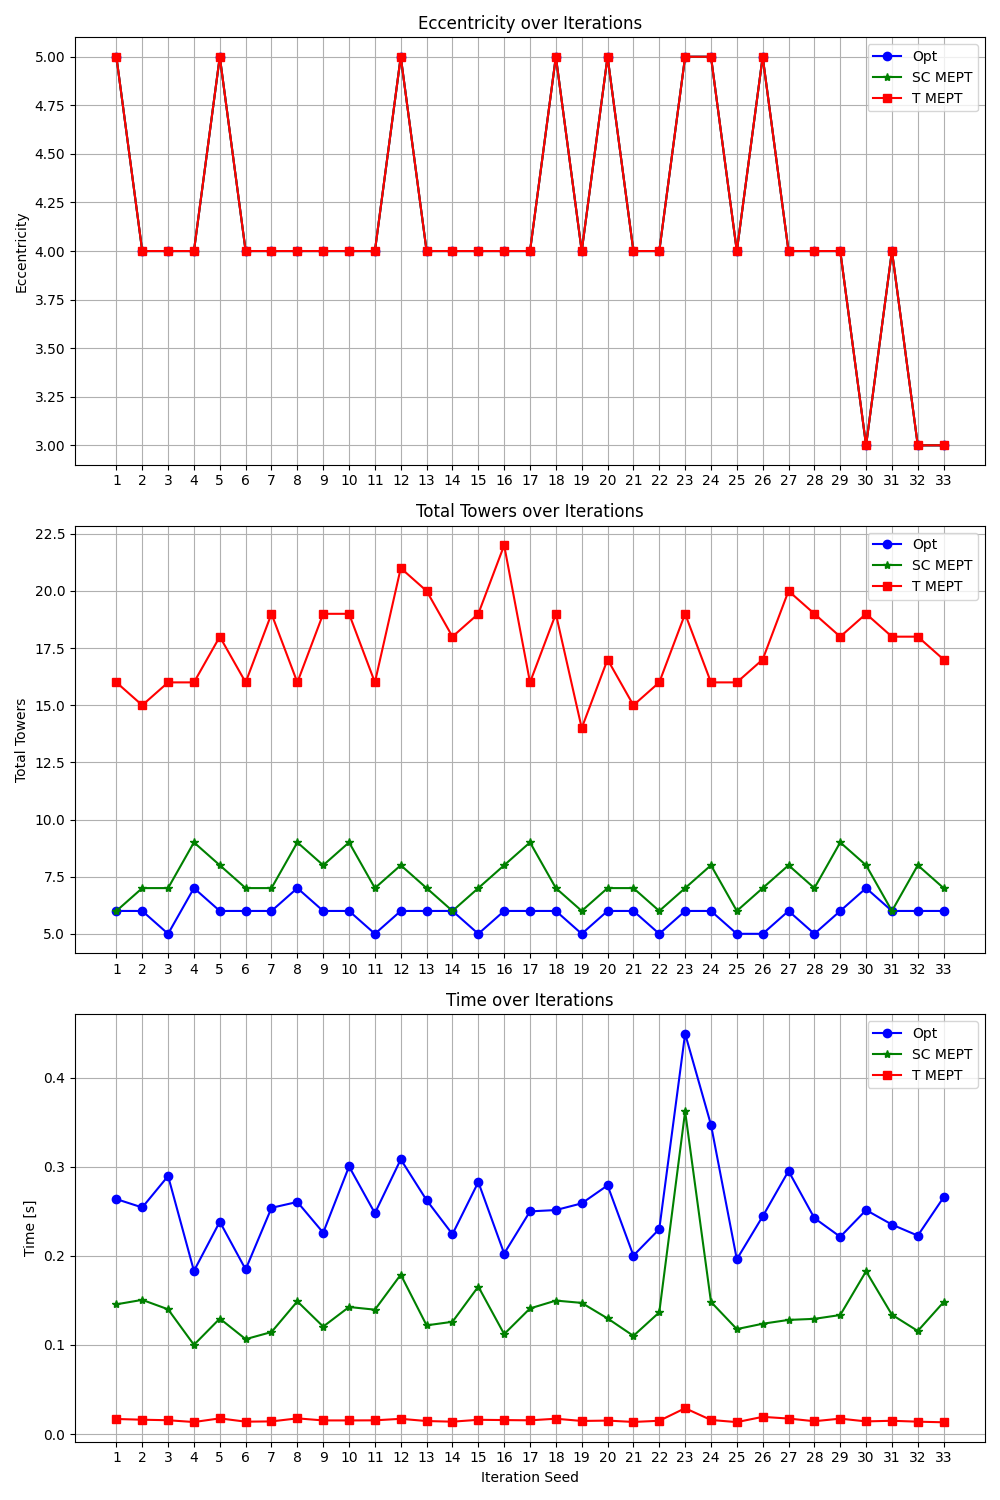 Eccentricity over Iterations
Opt
SC MEPT
T MEPT
Eccentricity
5.00
4.75
4.50
4.25
4.00
3.75
3.50
3.25
3.00
1 2 3 4 5 6 7 8 9 10 11 12 13 14 15 16 17 18 19 20 21 22 23 24 25 26 27 28 29 30 31 32 33
Total Towers over Iterations
Opt
SC MEPT
T MEPT
Total Towers
22.5
20.0
17.5
15.0
12.5
10.0
7.5
5.0
1 2 3 4 5 6 7 8 9 10 11 12 13 14 15 16 17 18 19 20 21 22 23 24 25 26 27 28 29 30 31 32 33
Time over Iterations
Opt
SC MEPT
T MEPT
Time [s]
0.4
0.3
0.2
0.1
0.0
1 2 3 4 5 6 7 8 9 10 11 12 13 14 15 16 17 18 19 20 21 22 23 24 25 26 27 28 29 30 31 32 33
Iteration Seed